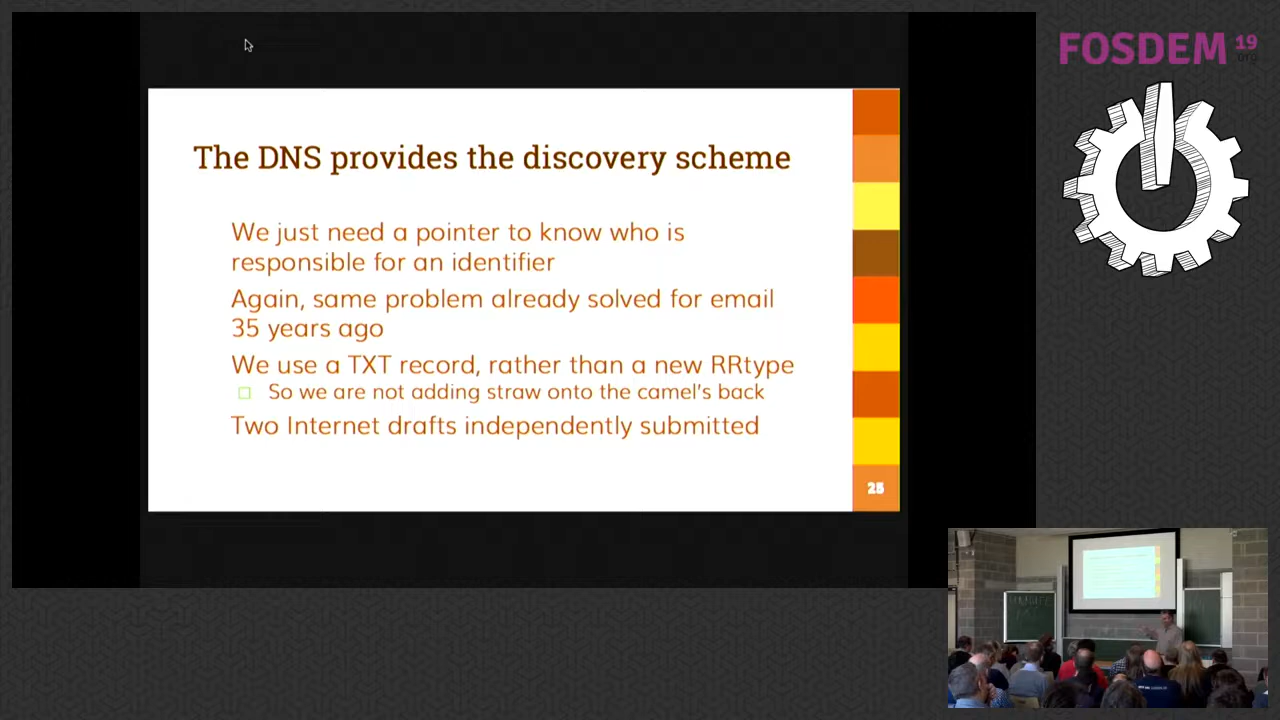 FOSDEM 19
.org
The DNS provides the discovery scheme
We just need a pointer to know who is
responsible for an identifier
Again, same problem already solved for email
35 years ago
We use a TXT record, rather than a new RRtype
So we are not adding straw onto the camel's back
Two Internet drafts independently submitted
25